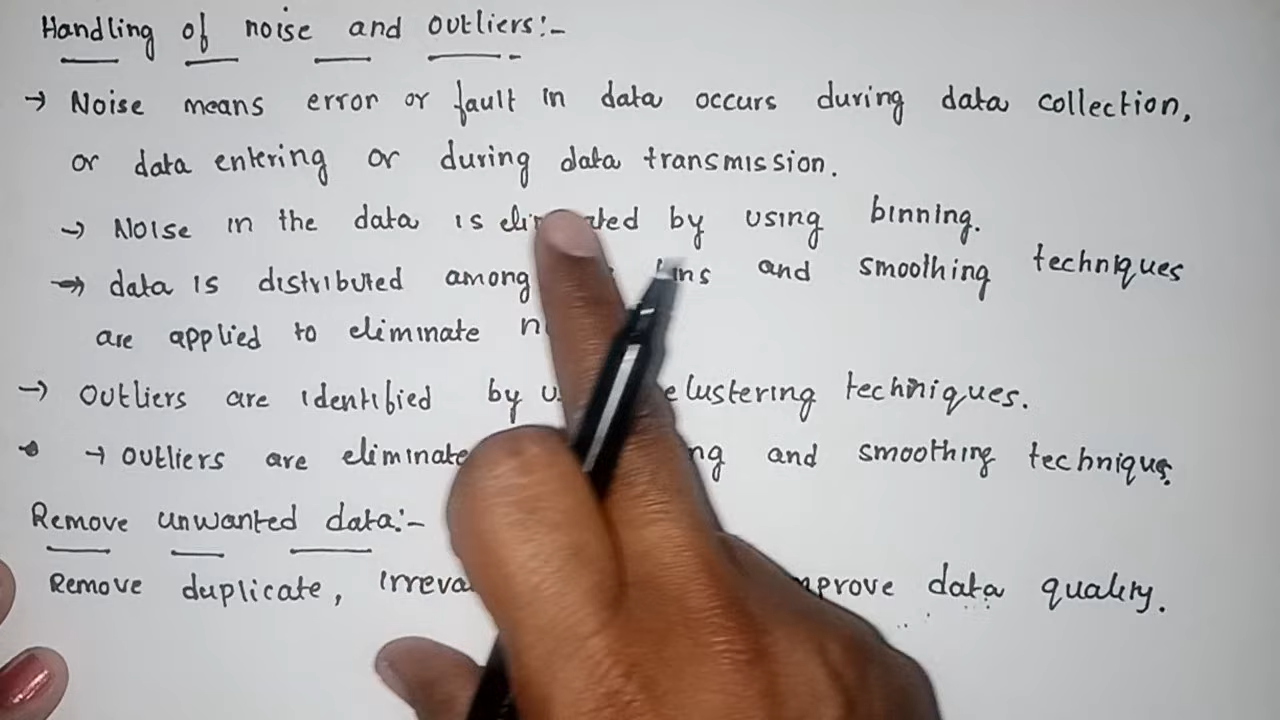 Handling of noise and outliers:-
→ Noise means error or fault in data occurs during data collection,
or data entering or during data transmission.
→ Noise in the data is by using binning.
→ data is distributed among and smoothing techniques
are applied to eliminate
→ outliers are identified by clustering techniques.
→ outliers are and smoothing technique.
Remove unwanted data:-
Remove duplicate, data quality.